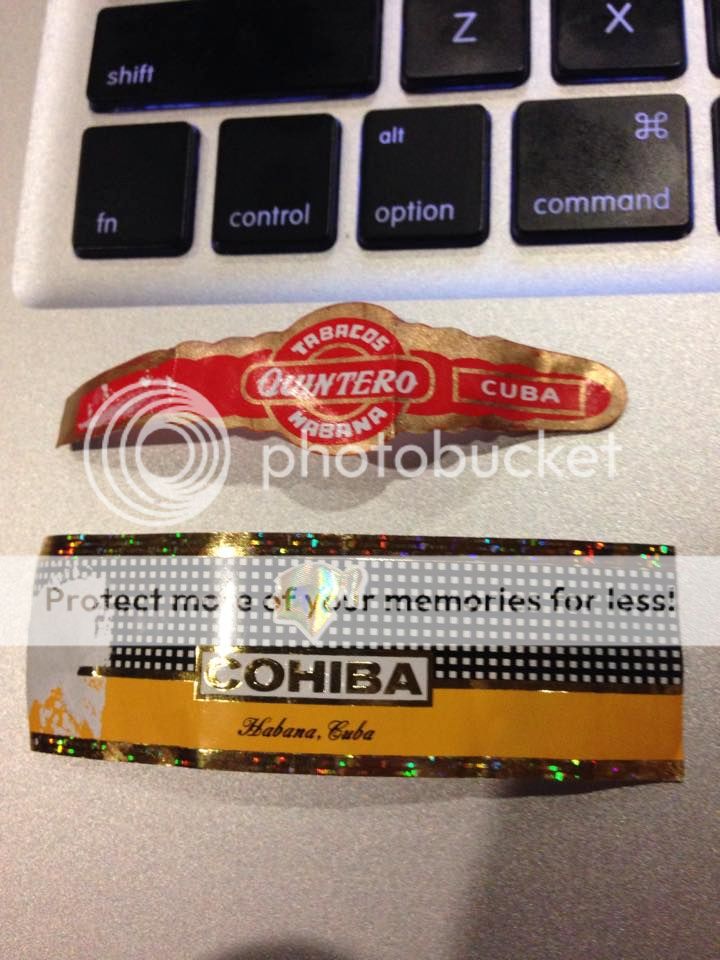 Z X
shift
alt ⌘
fn control option command
TABACOS
QUINTERO CUBA
HABANA
photobucket
Protect more of your memories for less!
COHIBA
Habana, Cuba